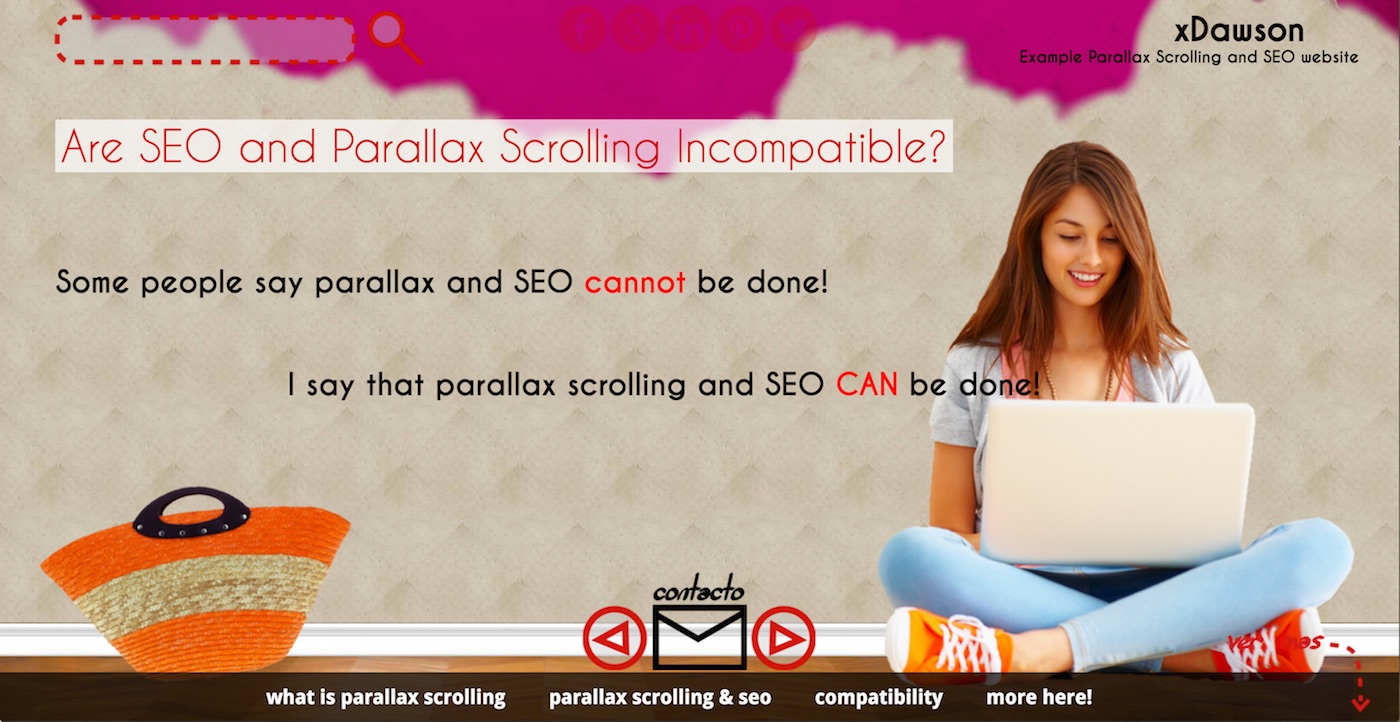 xDawson
Example Parallax Scrolling and SEO website
Are SEO and Parallax Scrolling Incompatible?
Some people say parallax and SEO cannot be done!
I say that parallax scrolling and SEO CAN be done!
contacto
ver mas
what is parallax scrolling
parallax scrolling & seo
compatibility
more here!